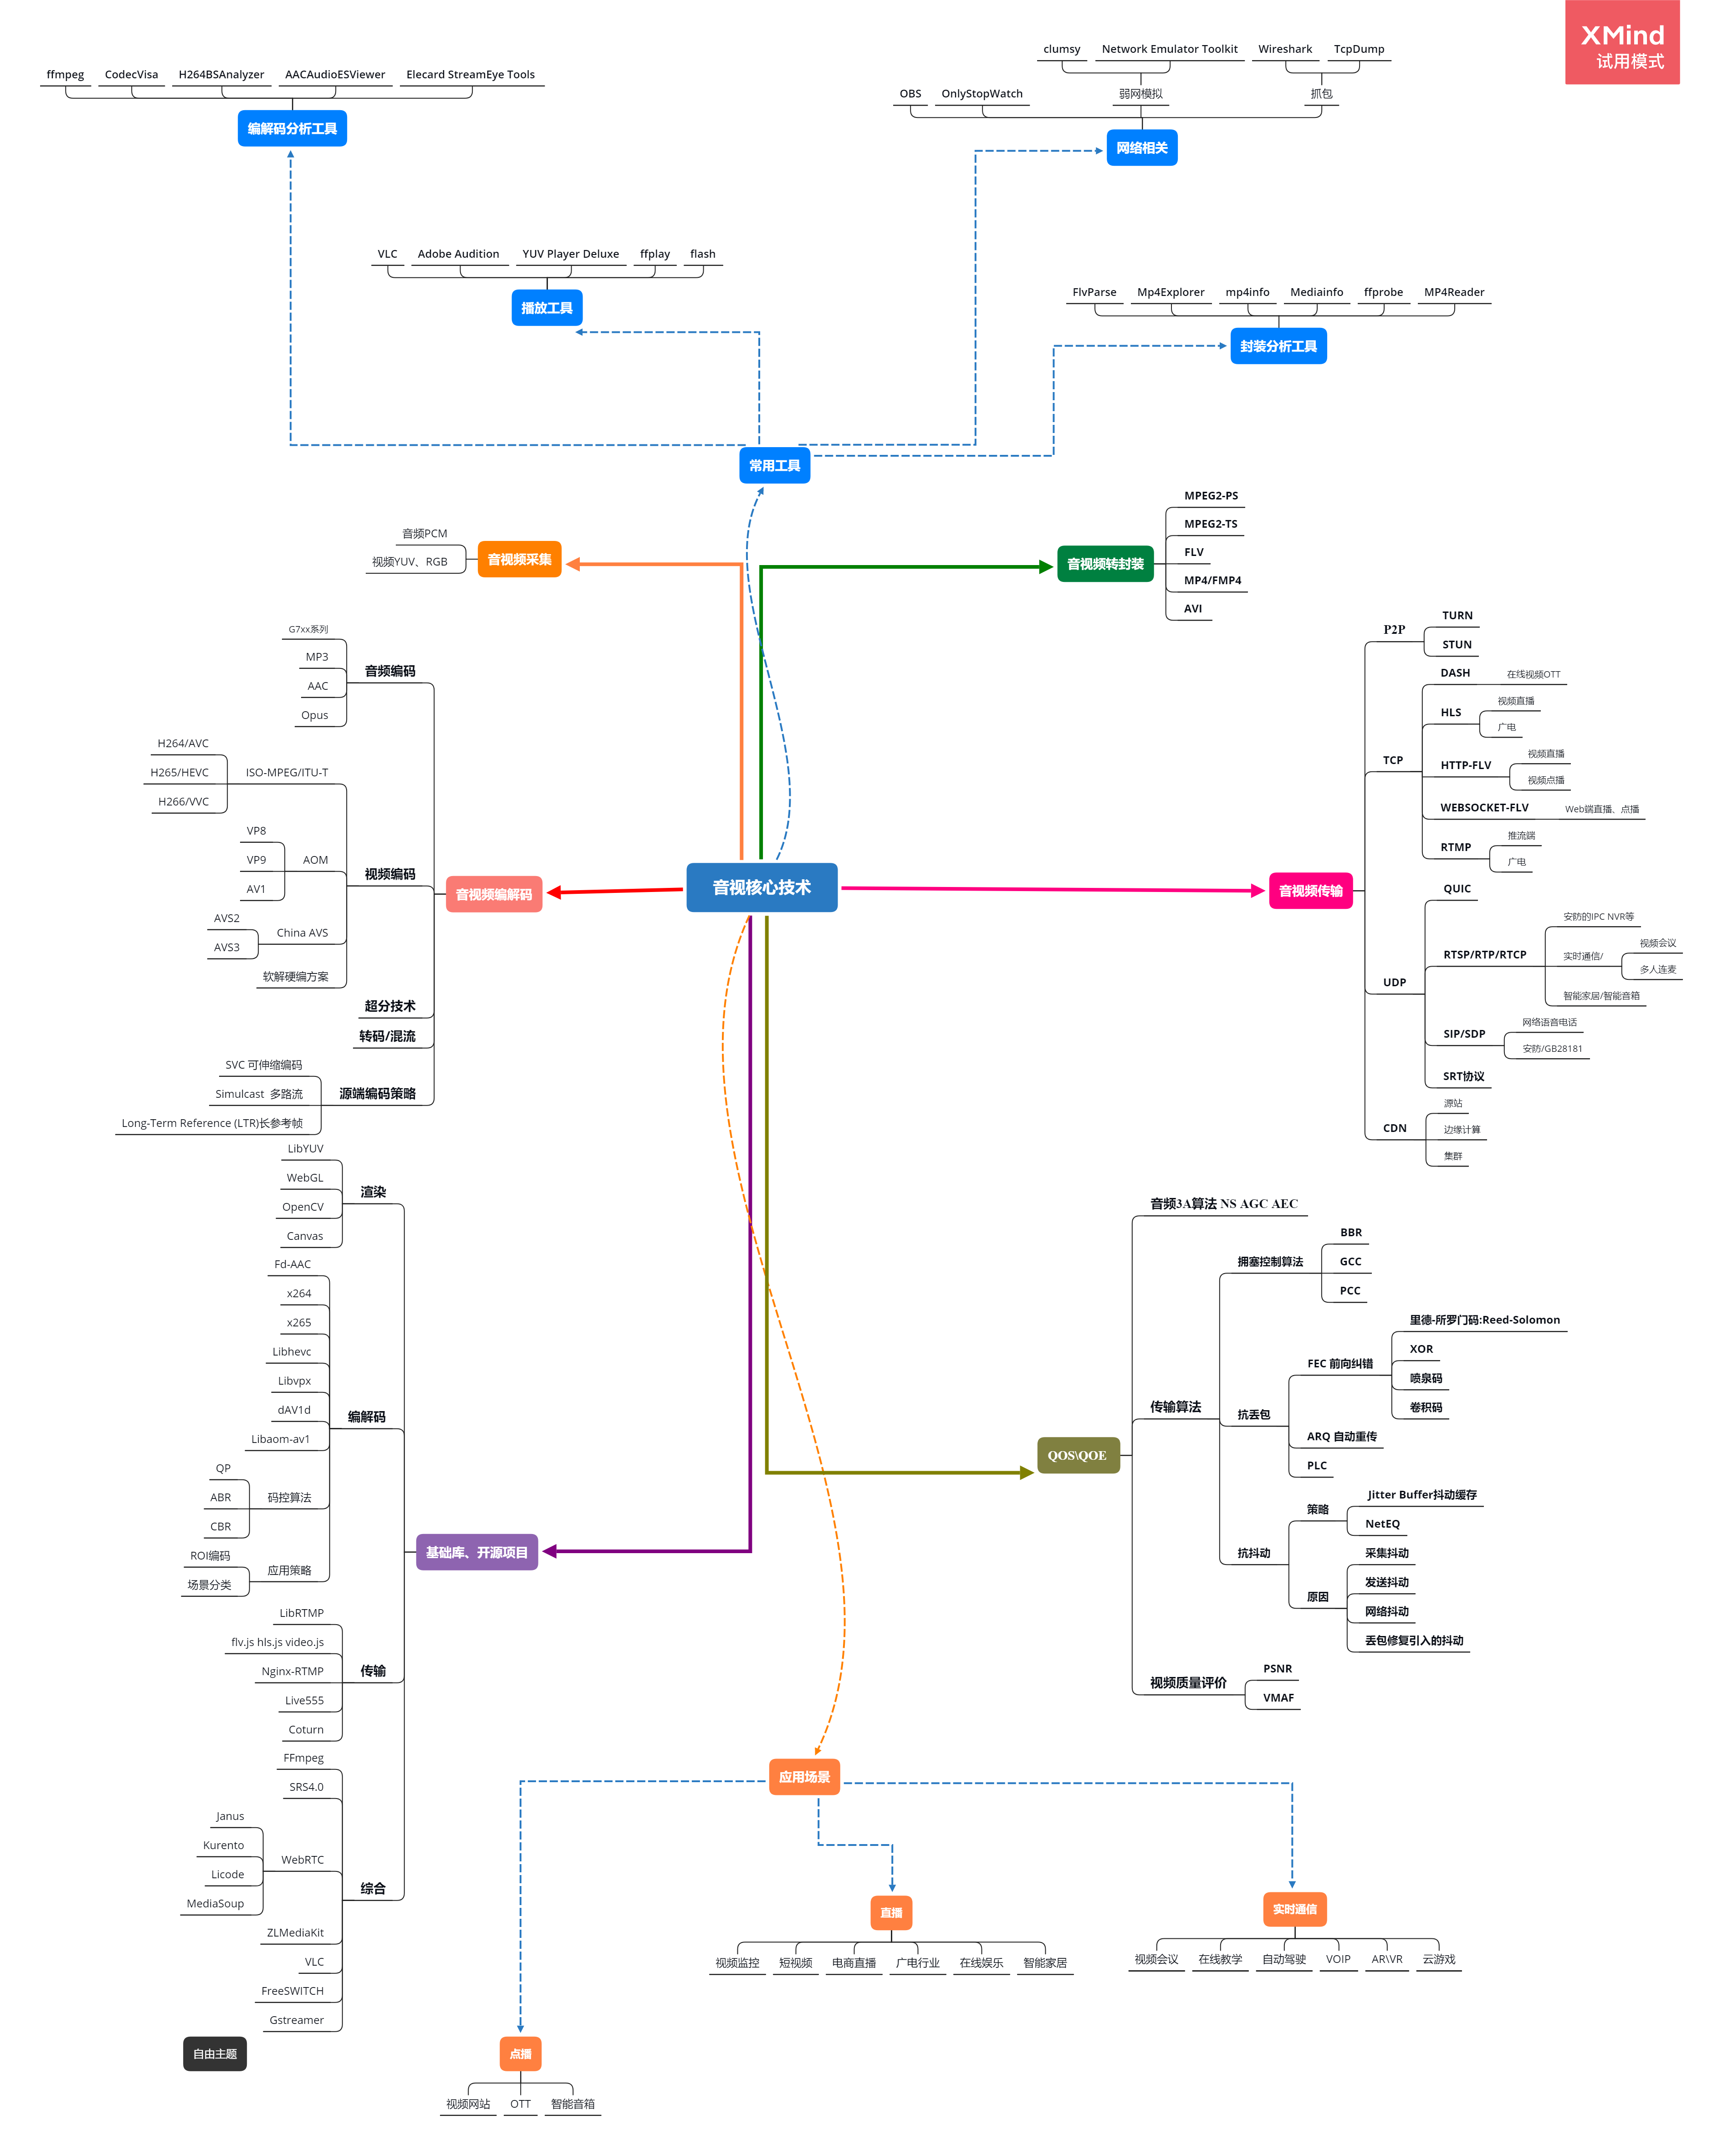 XMind
试用模式
ffmpeg
CodecVisa
H264BSAnalyzer
AACAudioESViewer
Elecard StreamEye Tools
编解码分析工具
clumsy
Network Emulator Toolkit
Wireshark
TcpDump
OBS
OnlyStopWatch
弱网模拟
抓包
网络相关
VLC
Adobe Audition
YUV Player Deluxe
ffplay
flash
播放工具
FlvParse
Mp4Explorer
mp4info
Mediainfo
ffprobe
MP4Reader
封装分析工具
常用工具
音频PCM
视频YUV、RGB
音视频采集
音视频转封装
MPEG2-PS
MPEG2-TS
FLV
MP4/FMP4
AVI
音视核心技术
音视频编解码
音频编码
G7xx系列
MP3
AAC
Opus
视频编码
ISO-MPEG/ITU-T
H264/AVC
H265/HEVC
H266/VVC
AOM
VP8
VP9
AV1
China AVS
AVS2
AVS3
软解硬编方案
超分技术
转码/混流
源端编码策略
SVC 可伸缩编码
Simulcast 多路流
Long-Term Reference (LTR)长参考帧
音视频传输
P2P
TURN
STUN
TCP
DASH
在线视频OTT
HLS
视频直播
广电
HTTP-FLV
视频直播
视频点播
WEBSOCKET-FLV
Web端直播、点播
RTMP
推流端
广电
UDP
QUIC
RTSP/RTP/RTCP
安防的IPC NVR等
实时通信/
视频会议
多人连麦
智能家居/智能音箱
SIP/SDP
网络语音电话
安防/GB28181
SRT协议
CDN
源站
边缘计算
集群
基础库、开源项目
渲染
LibYUV
WebGL
OpenCV
Canvas
编解码
Fd-AAC
x264
x265
Libhevc
Libvpx
dAV1d
Libaom-av1
码控算法
QP
ABR
CBR
应用策略
ROI编码
场景分类
传输
LibRTMP
flv.js hls.js video.js
Nginx-RTMP
Live555
Coturn
综合
FFmpeg
SRS4.0
WebRTC
Janus
Kurento
Licode
MediaSoup
ZLMediaKit
VLC
FreeSWITCH
Gstreamer
QOS\QOE
音频3A算法 NS AGC AEC
传输算法
拥塞控制算法
BBR
GCC
PCC
抗丢包
FEC 前向纠错
里德-所罗门码:Reed-Solomon
XOR
喷泉码
卷积码
ARQ 自动重传
PLC
抗抖动
策略
Jitter Buffer抖动缓存
NetEQ
原因
采集抖动
发送抖动
网络抖动
丢包修复引入的抖动
视频质量评价
PSNR
VMAF
应用场景
直播
视频监控
短视频
电商直播
广电行业
在线娱乐
智能家居
实时通信
视频会议
在线教学
自动驾驶
VOIP
AR\VR
云游戏
自由主题
点播
视频网站
OTT
智能音箱